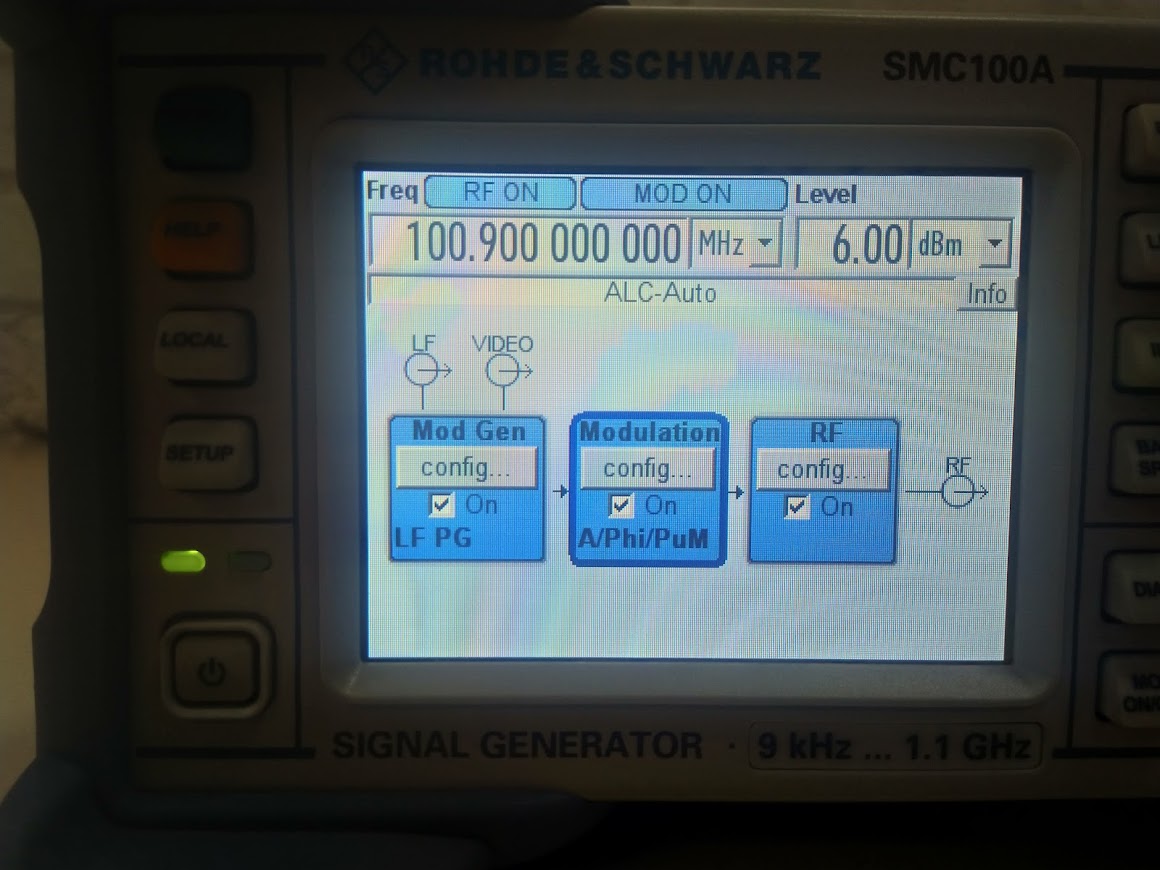 ROHDE & SCHWARZ SMC100A
Freq RF ON MOD ON Level
100.900 000 000 MHz 6.00 dBm
ALC-Auto Info
HELP
LOCAL
SETUP
LF VIDEO
Mod Gen Modulation RF
config... config... config... RF
On On On
LF PG A/Phi/PuM
SIGNAL GENERATOR · 9 kHz ... 1.1 GHz